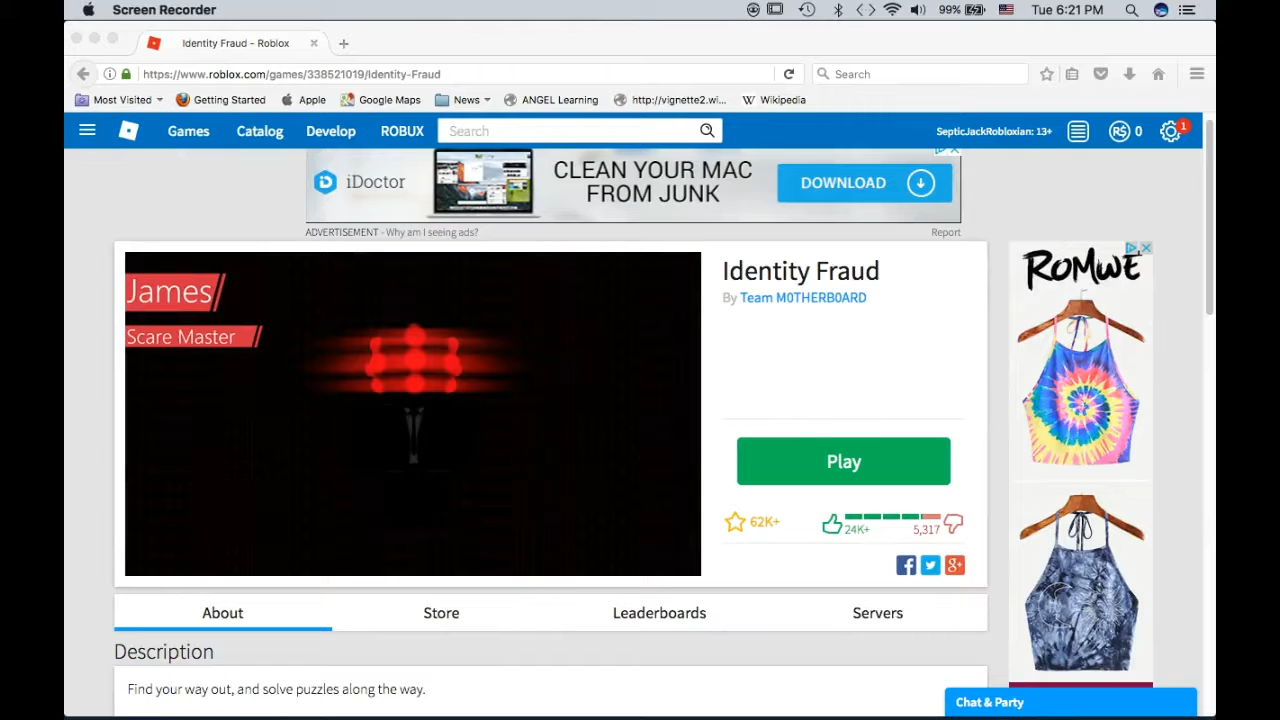 Screen Recorder
99%
Tue 6:21 PM
Identity Fraud - Roblox
https://www.roblox.com/games/338521019/Identity-Fraud
Search
Most Visited
Getting Started
Apple
Google Maps
News
ANGEL Learning
http://vignette2.wi...
Wikipedia
Games
Catalog
Develop
ROBUX
Search
SepticJackRobloxian: 13+
R$ 0
1
iDoctor
CLEAN YOUR MAC
FROM JUNK
DOWNLOAD
ADVERTISEMENT - Why am I seeing ads?
Report
James
Scare Master
Identity Fraud
By Team M0THERB0ARD
Play
62K+
24K+
5,317
g+
ROMWE
About
Store
Leaderboards
Servers
Description
Find your way out, and solve puzzles along the way.
Chat & Party